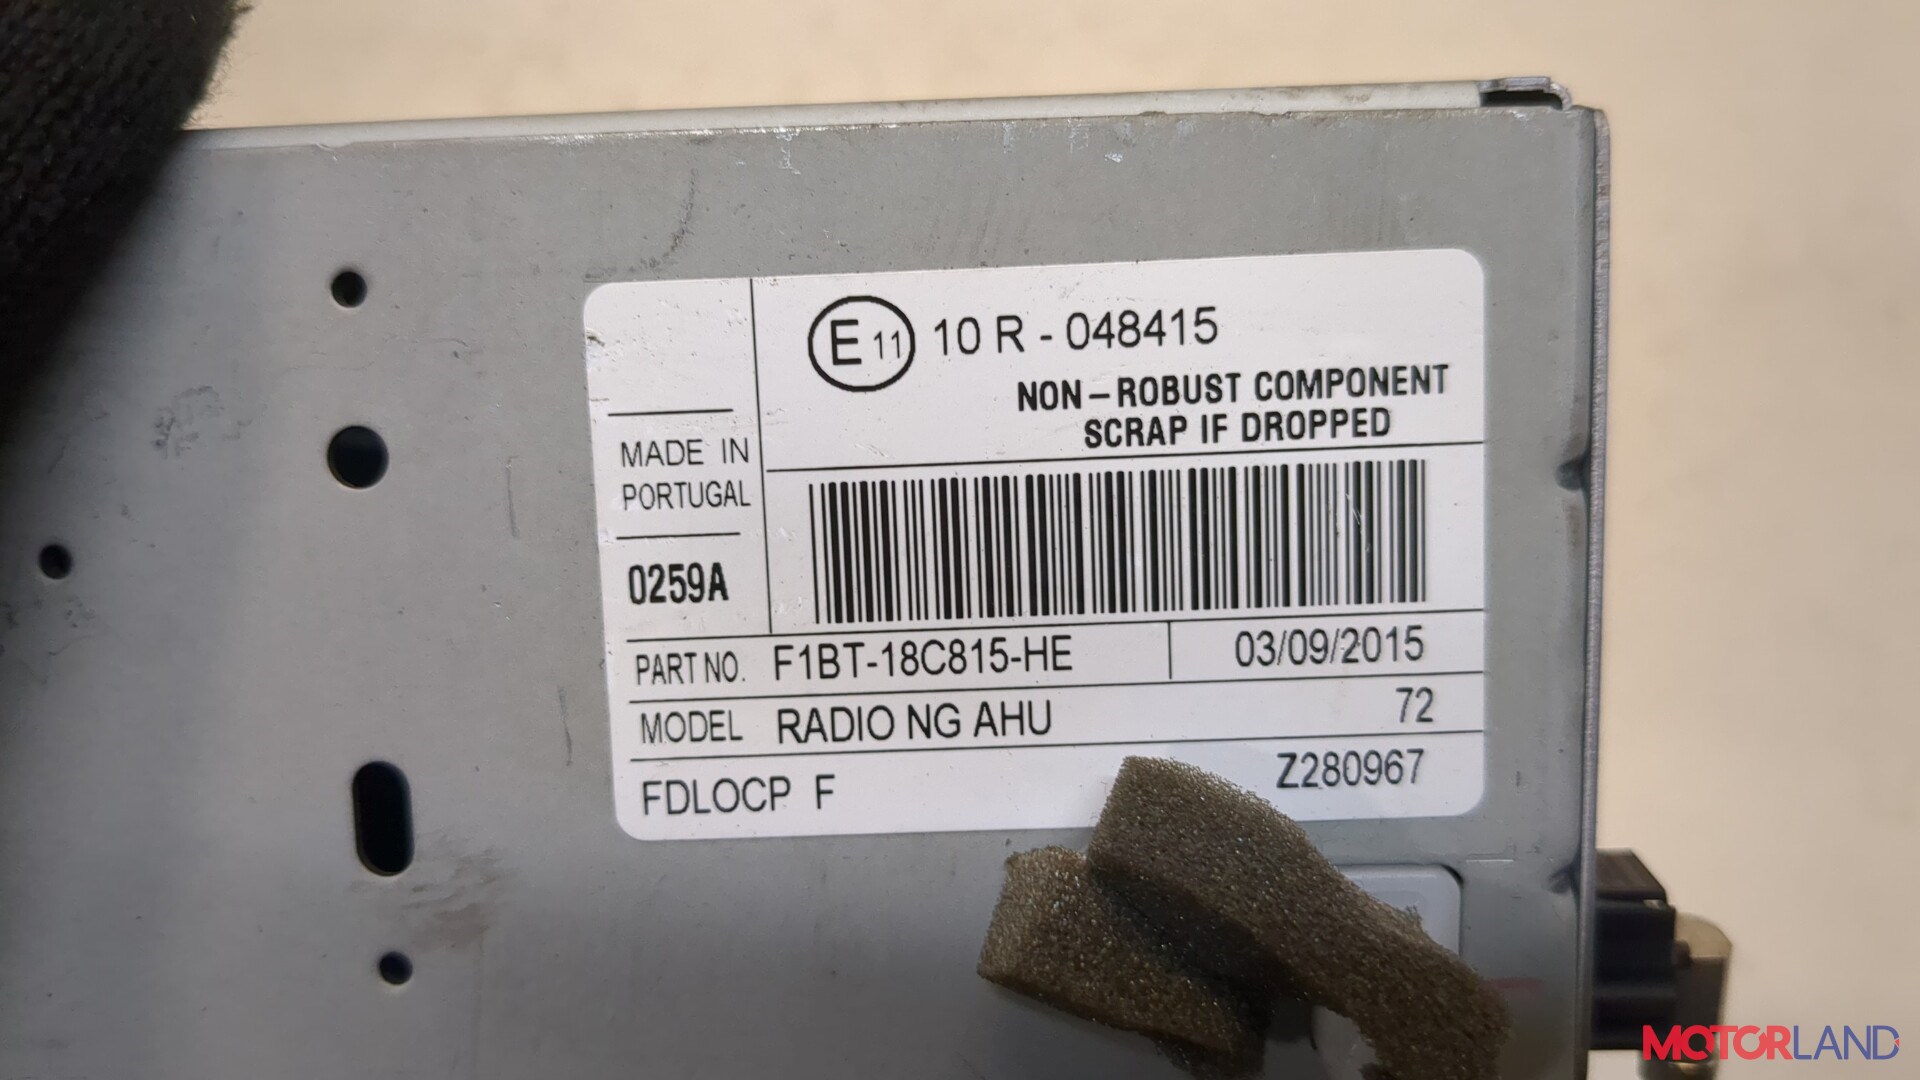 E 11 10 R - 048415
NON-ROBUST COMPONENT
SCRAP IF DROPPED
MADE IN
PORTUGAL
0259A
PART NO. F1BT-18C815-HE 03/09/2015
MODEL RADIO NG AHU 72
FDLOCP F Z280967
MOTORLAND